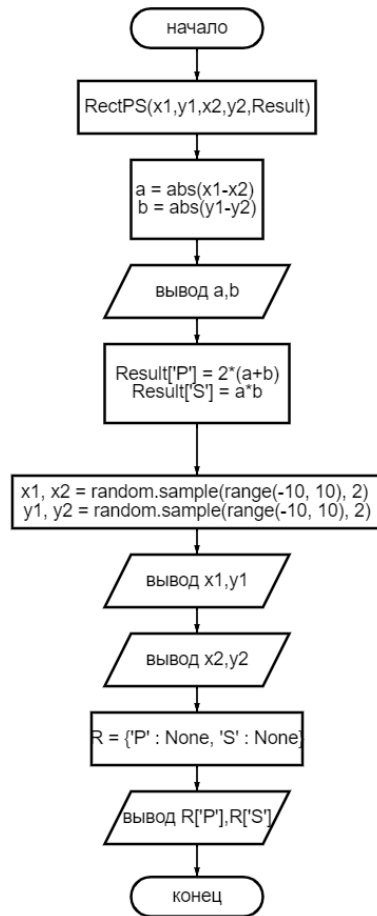 начало
RectPS(x1,y1,x2,y2,Result)
a = abs(x1-x2)
b = abs(y1-y2)
вывод a,b
Result['P'] = 2*(a+b)
Result['S'] = a*b
x1, x2 = random.sample(range(-10, 10), 2)
y1, y2 = random.sample(range(-10, 10), 2)
вывод x1,y1
вывод x2,y2
R = {'P' : None, 'S' : None}
вывод R['P'],R['S']
конец